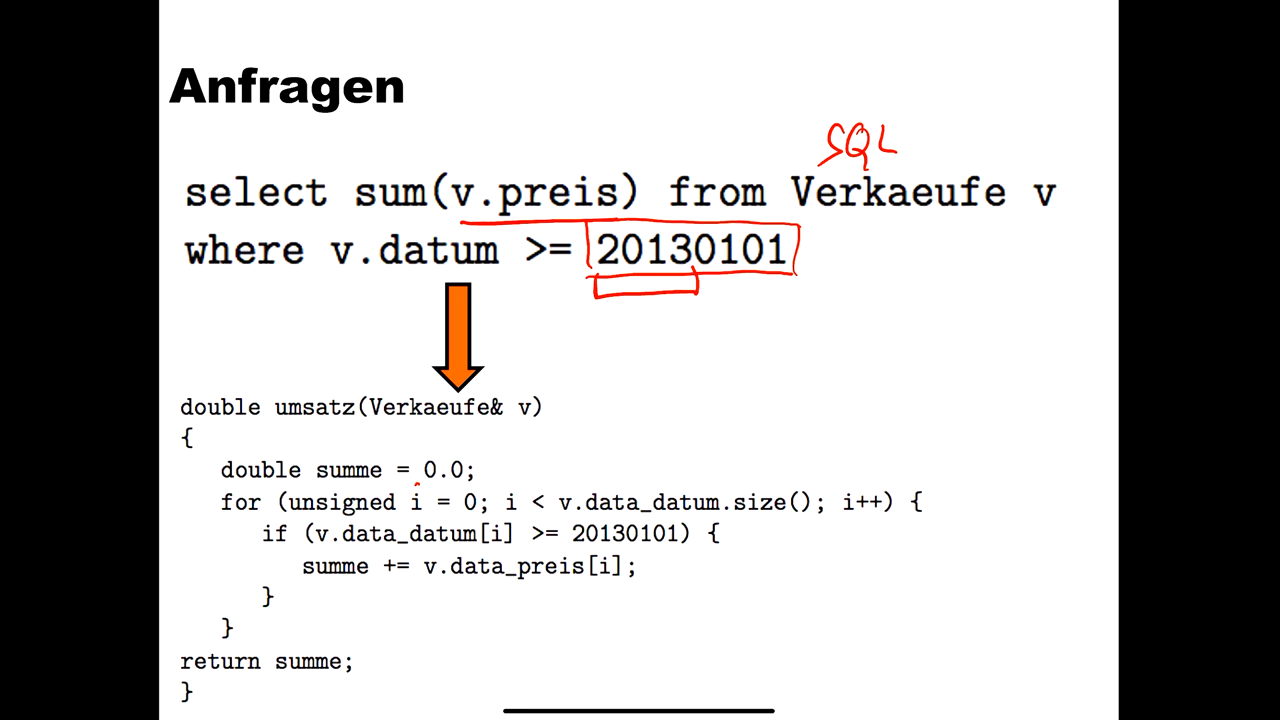 Anfragen
SQL
select sum(v.preis) from Verkaeufe v
where v.datum >= 20130101
double umsatz(Verkaeufe& v)
{
double summe = 0.0;
for (unsigned i = 0; i < v.data_datum.size(); i++) {
if (v.data_datum[i] >= 20130101) {
summe += v.data_preis[i];
}
}
return summe;
}